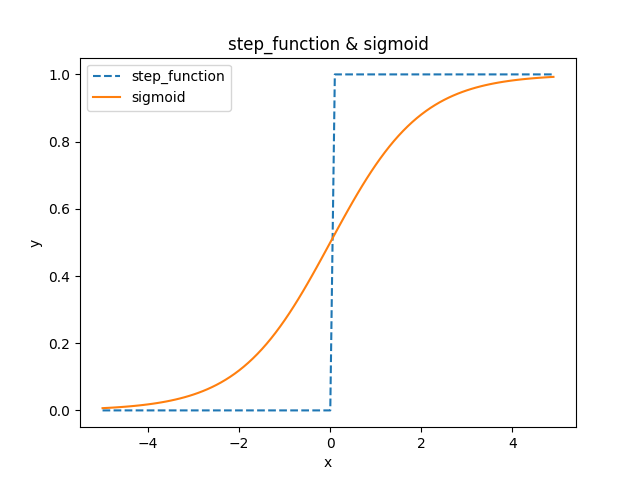 step_function & sigmoid
step_function
sigmoid
1.0
0.8
0.6
0.4
0.2
0.0
y
−4
−2
0
2
4
x